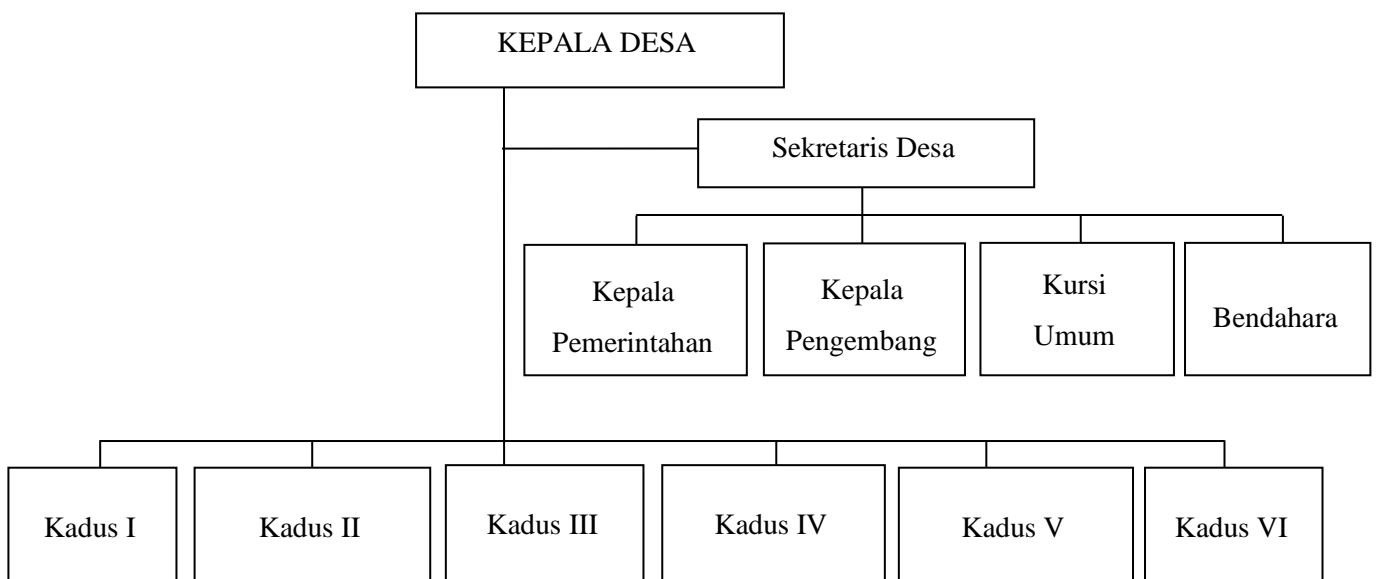 KEPALA DESA
Sekretaris Desa
Kepala
Pemerintahan
Kepala
Pengembang
Kursi
Umum
Bendahara
Kadus I
Kadus II
Kadus III
Kadus IV
Kadus V
Kadus VI